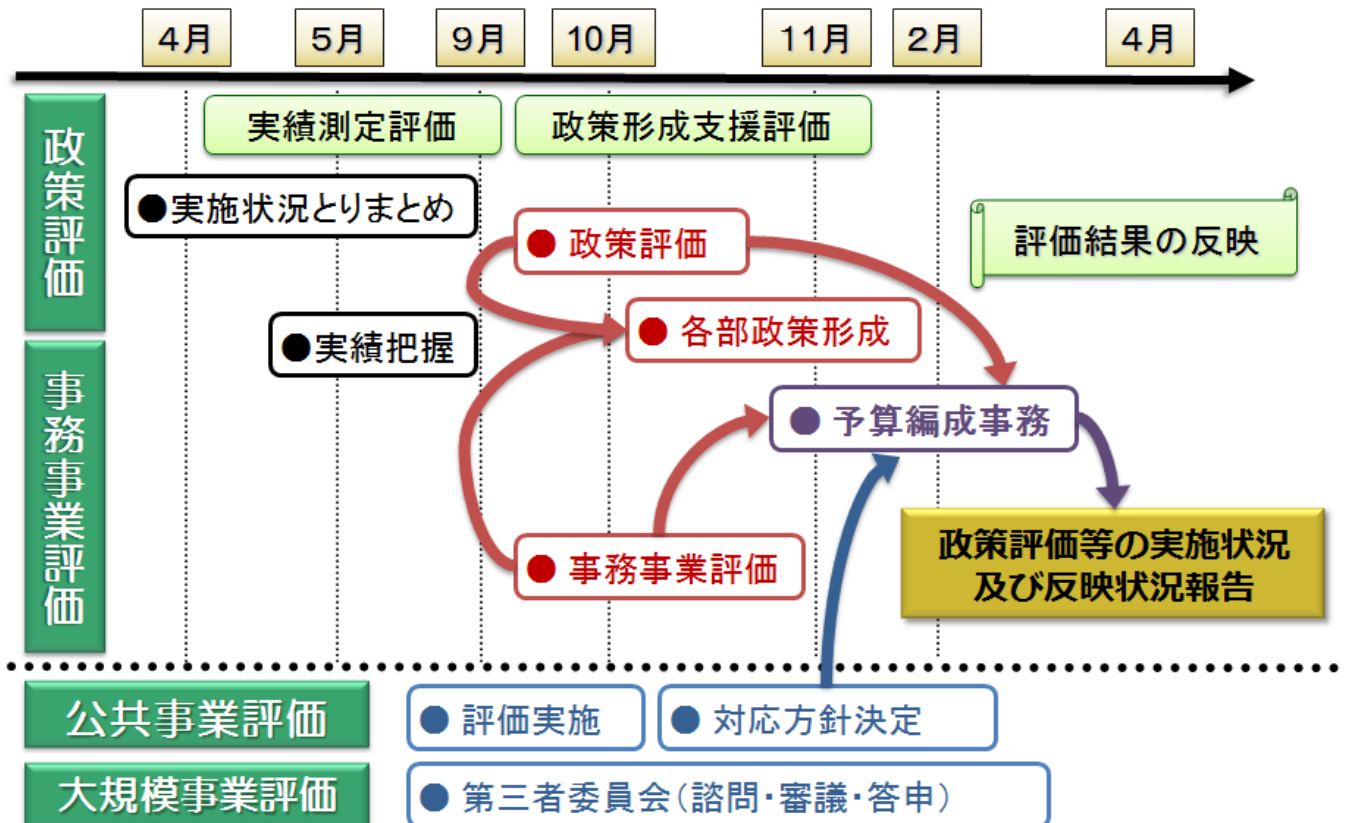 4月
5月
9月
10月
11月
2月
4月
政策評価
実績測定評価
政策形成支援評価
●実施状況とりまとめ
● 政策評価
評価結果の反映
●実績把握
● 各部政策形成
事務事業評価
● 予算編成事務
● 事務事業評価
政策評価等の実施状況
及び反映状況報告
公共事業評価
● 評価実施
● 対応方針決定
大規模事業評価
● 第三者委員会(諮問・審議・答申)